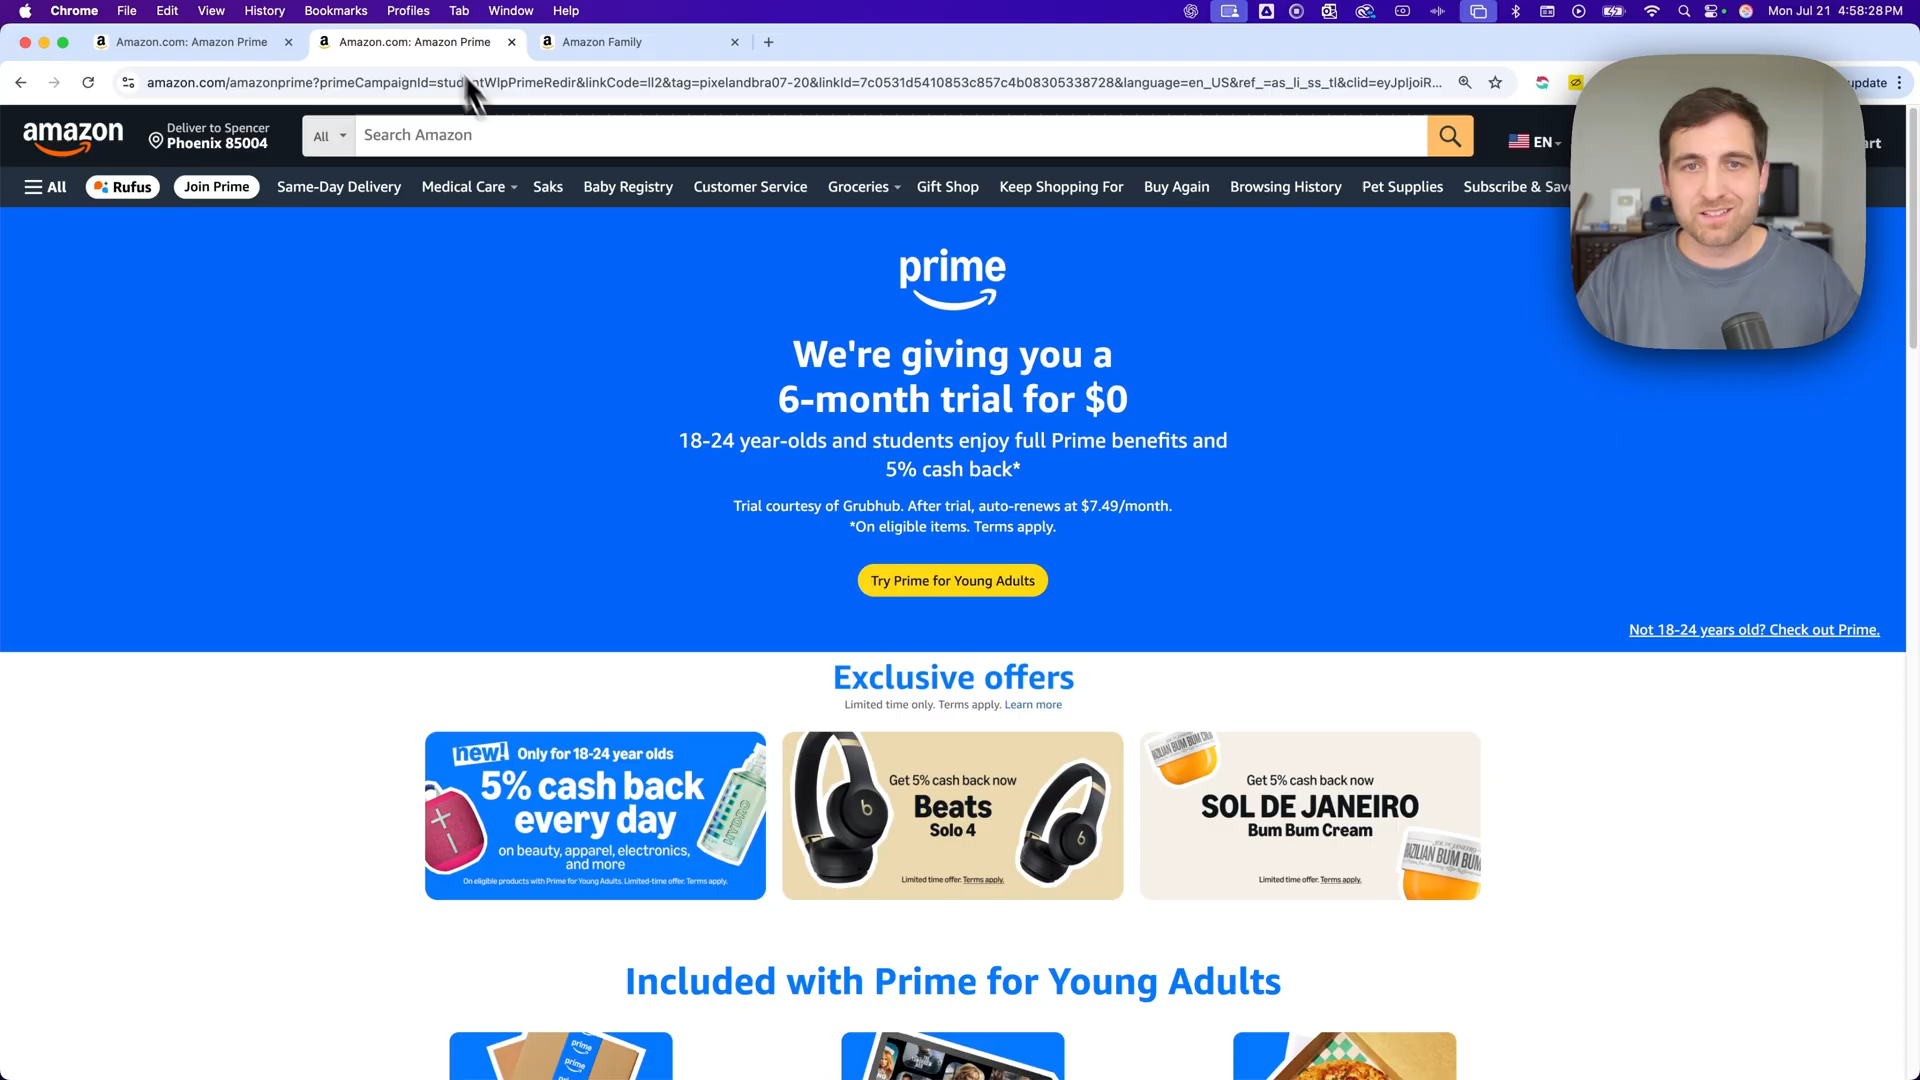 Chrome File Edit View History Bookmarks Profiles Tab Window Help Mon Jul 21 4:58:28 PM
Amazon.com: Amazon Prime Amazon.com: Amazon Prime Amazon Family
amazon.com/amazonprime?primeCampaignId=studentWlpPrimeRedir&linkCode=ll2&tag=pixelandbra07-20&linkId=7c0531d5410853c857c4b08305338728&language=en_US&ref_=as_li_ss_tl&clid=eyJpIjoiR... update
amazon
Deliver to Spencer
Phoenix 85004
All Search Amazon EN
All Rufus Join Prime Same-Day Delivery Medical Care Saks Baby Registry Customer Service Groceries Gift Shop Keep Shopping For Buy Again Browsing History Pet Supplies Subscribe & Save
prime
We're giving you a
6-month trial for $0
18-24 year-olds and students enjoy full Prime benefits and
5% cash back*
Trial courtesy of Grubhub. After trial, auto-renews at $7.49/month.
*On eligible items. Terms apply.
Try Prime for Young Adults
Not 18-24 years old? Check out Prime.
Exclusive offers
Limited time only. Terms apply. Learn more
new! Only for 18-24 year olds
5% cash back
every day
on beauty, apparel, electronics,
and more
On eligible products with Prime for Young Adults. Limited-time offer. Terms apply.
HYDRO
Get 5% cash back now
Beats
Solo 4
Limited time offer. Terms apply.
Get 5% cash back now
SOL DE JANEIRO
Bum Bum Cream
Limited time offer. Terms apply.
Included with Prime for Young Adults
prime
prime